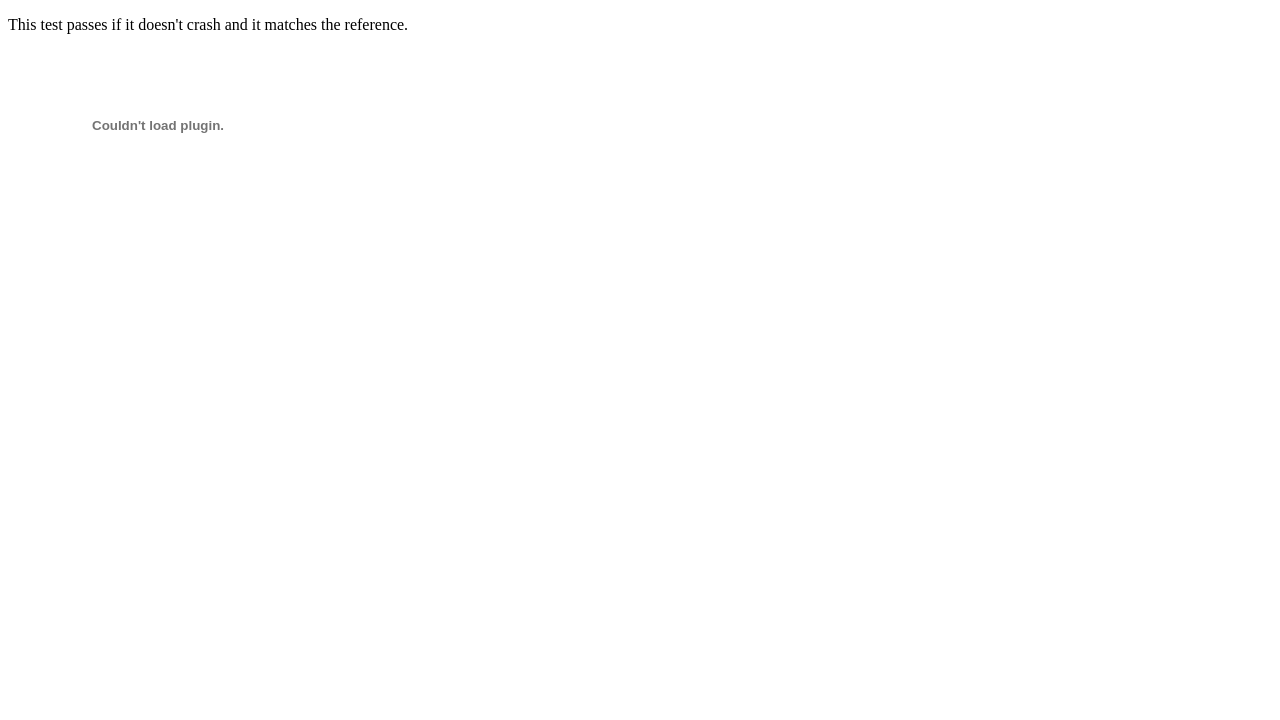 This test passes if it doesn't crash and it matches the reference.
Couldn't load plugin.